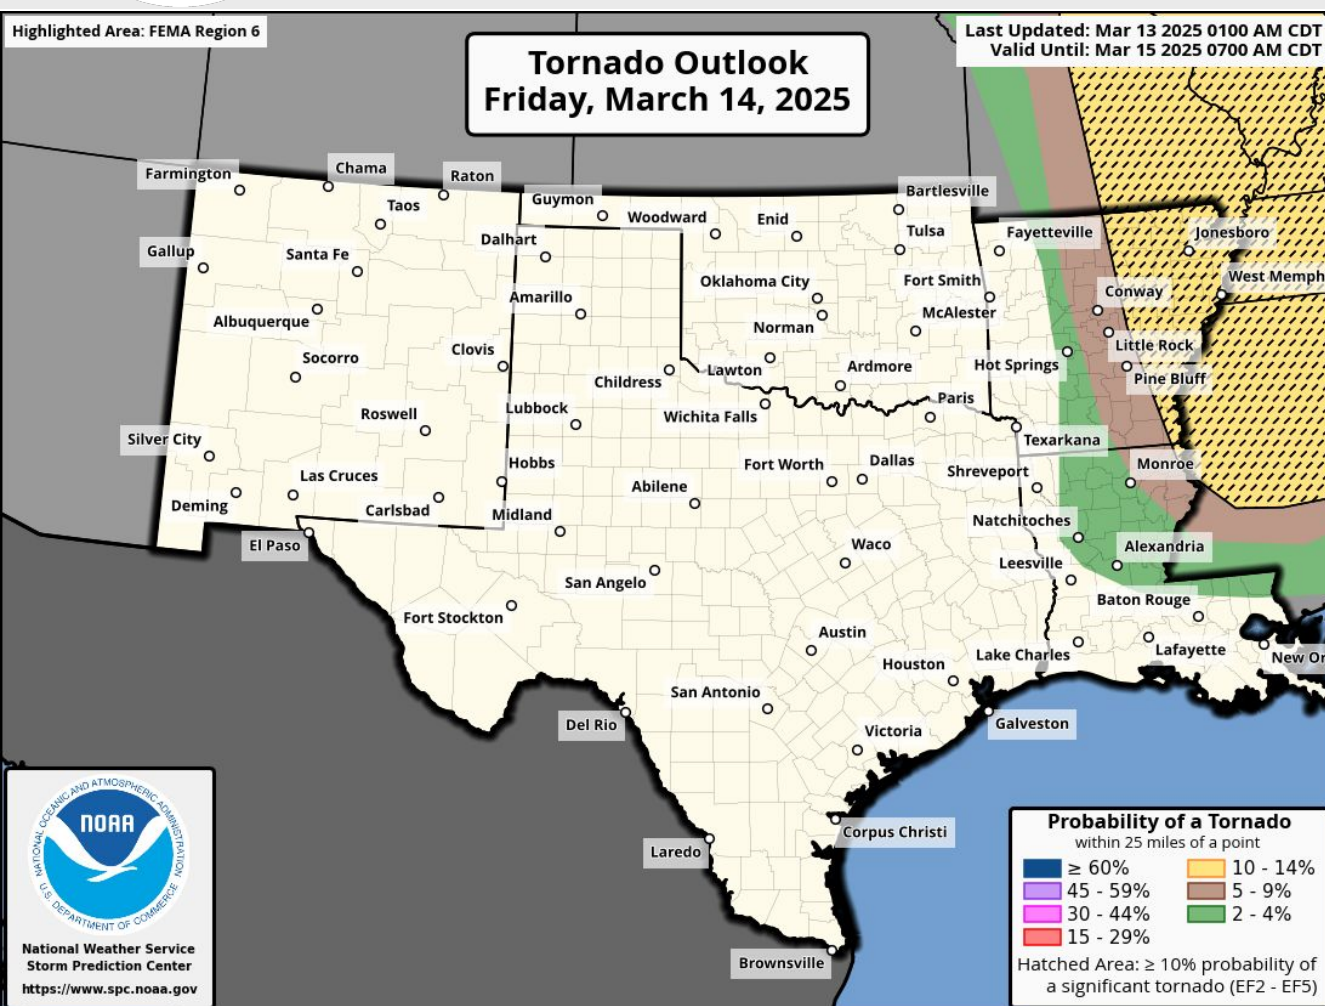 Highlighted Area: FEMA Region 6
Last Updated: Mar 13 2025 0100 AM CDT
Valid Until: Mar 15 2025 0700 AM CDT
Tornado Outlook
Friday, March 14, 2025
Farmington
Chama
Raton
Taos
Guymon
Woodward
Enid
Bartlesville
Tulsa
Fayetteville
Jonesboro
Gallup
Santa Fe
Dalhart
Oklahoma City
Fort Smith
Conway
West Memph
Albuquerque
Amarillo
Norman
McAlester
Little Rock
Socorro
Clovis
Childress
Lawton
Ardmore
Hot Springs
Pine Bluff
Roswell
Lubbock
Wichita Falls
Paris
Silver City
Texarkana
Las Cruces
Hobbs
Abilene
Fort Worth
Dallas
Shreveport
Monroe
Deming
Carlsbad
Midland
Natchitoches
El Paso
San Angelo
Waco
Leesville
Alexandria
Fort Stockton
Austin
Baton Rouge
Houston
Lake Charles
Lafayette
New Or
San Antonio
Del Rio
Victoria
Galveston
Corpus Christi
Laredo
Brownsville
NATIONAL OCEANIC AND ATMOSPHERIC ADMINISTRATION
NOAA
U.S. DEPARTMENT OF COMMERCE
National Weather Service
Storm Prediction Center
https://www.spc.noaa.gov
Probability of a Tornado
within 25 miles of a point
≥ 60%
10 - 14%
45 - 59%
5 - 9%
30 - 44%
2 - 4%
15 - 29%
Hatched Area: ≥ 10% probability of
a significant tornado (EF2 - EF5)